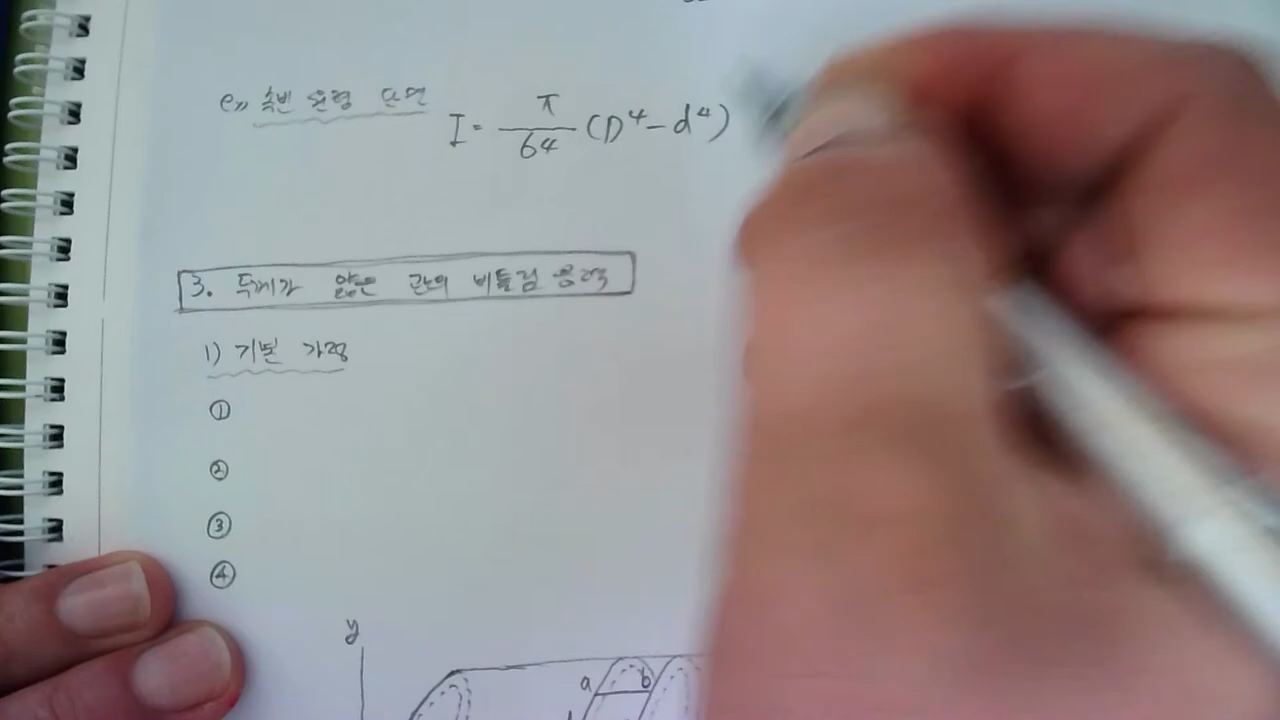 ex) 속빈 원형 단면
I = π/64 (D⁴ - d⁴)
3. 두께가 얇은 관의 비틀림 응력
1) 기본 가정
①
②
③
④
y
a b